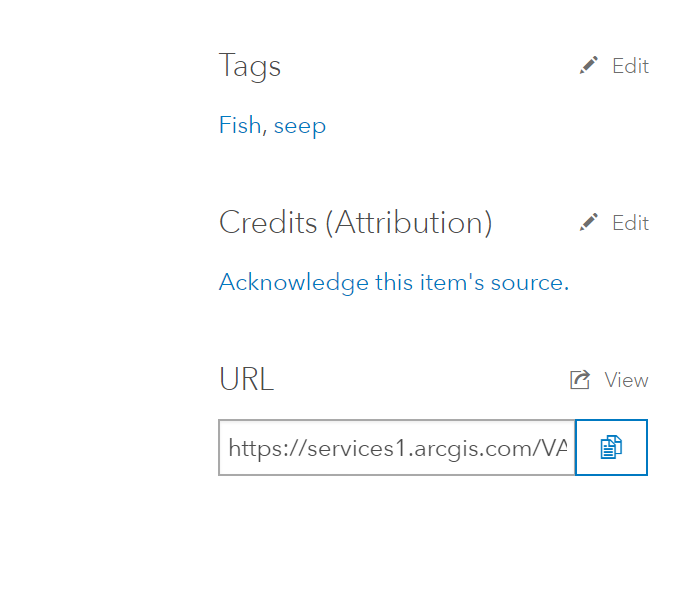 Tags
Edit
Fish, seep
Credits (Attribution)
Edit
Acknowledge this item's source.
URL
View
https://services1.arcgis.com/VA